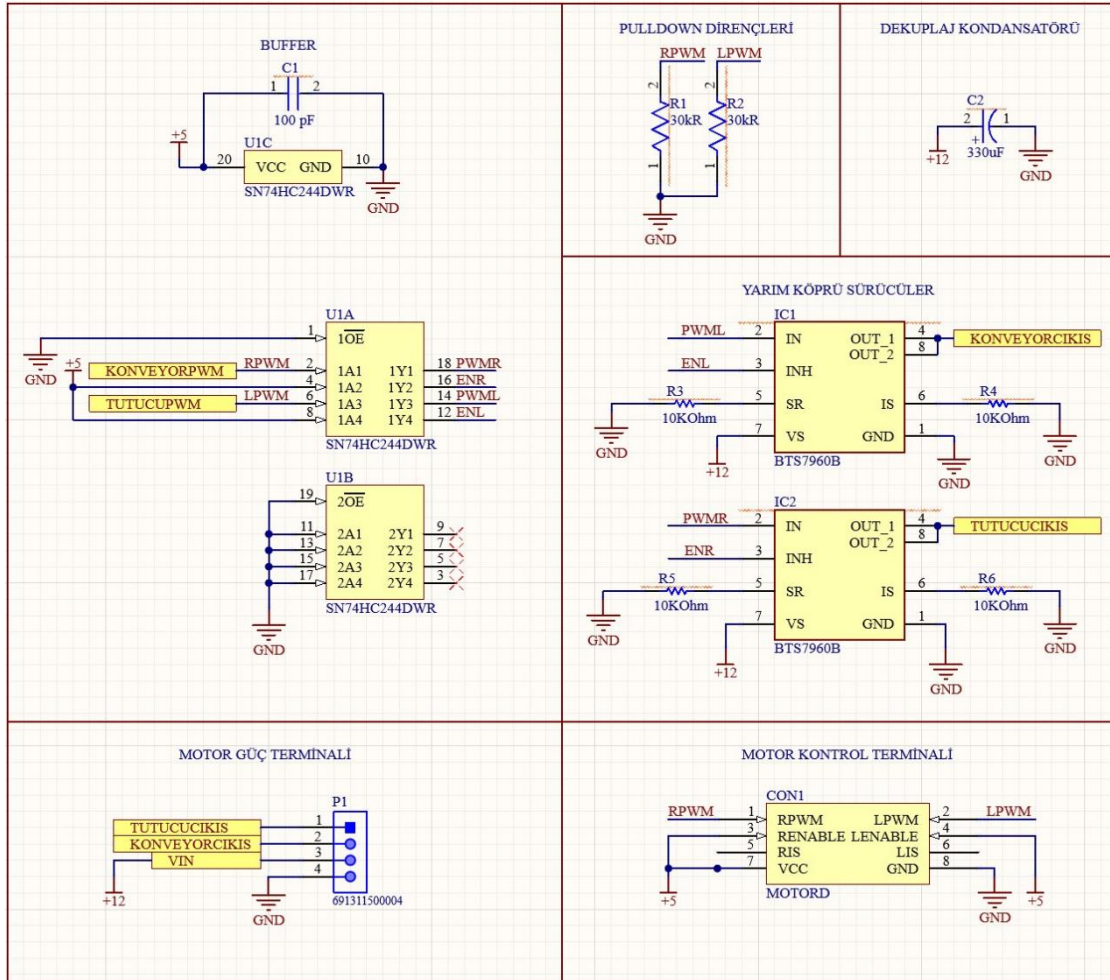 BUFFER
C1
1 2
100 pF
+5
U1C
20 VCC GND 10
SN74HC244DWR
GND
PULLDOWN DİRENÇLERİ
RPWM LPWM
2 2
R1 R2
30kR 30kR
1 1
GND
DEKUPLAJ KONDANSATÖRÜ
C2
2 1
+
+12 330uF GND
U1A
1 1OE
GND
+5
KONVEYORPWM RPWM 2 1A1 1Y1 18 PWMR
4 1A2 1Y2 16 ENR
TUTUCUPWM LPWM 6 1A3 1Y3 14 PWML
8 1A4 1Y4 12 ENL
SN74HC244DWR
U1B
19 2OE
11 2A1 2Y1 9
13 2A2 2Y2 7
15 2A3 2Y3 5
17 2A4 2Y4 3
SN74HC244DWR
GND
YARIM KÖPRÜ SÜRÜCÜLER
IC1
PWML 2 IN OUT_1 4 KONVEYORCIKIS
OUT_2 8
ENL 3 INH
R3 5 SR IS 6 R4
10KOhm 10KOhm
GND 7 VS GND 1 GND
+12 BTS7960B GND
IC2
PWMR 2 IN OUT_1 4 TUTUCUCIKIS
OUT_2 8
ENR 3 INH
R5 5 SR IS 6 R6
10KOhm 10KOhm
GND 7 VS GND 1 GND
BTS7960B
+12 GND
MOTOR GÜÇ TERMİNALİ
P1
TUTUCUCIKIS 1
KONVEYORCIKIS 2
VIN 3
4
+12 GND 691311500004
MOTOR KONTROL TERMİNALİ
CON1
RPWM 1 RPWM LPWM 2 LPWM
3 RENABLE LENABLE 4
5 RIS LIS 6
7 VCC GND 8
+5 MOTORD GND +5